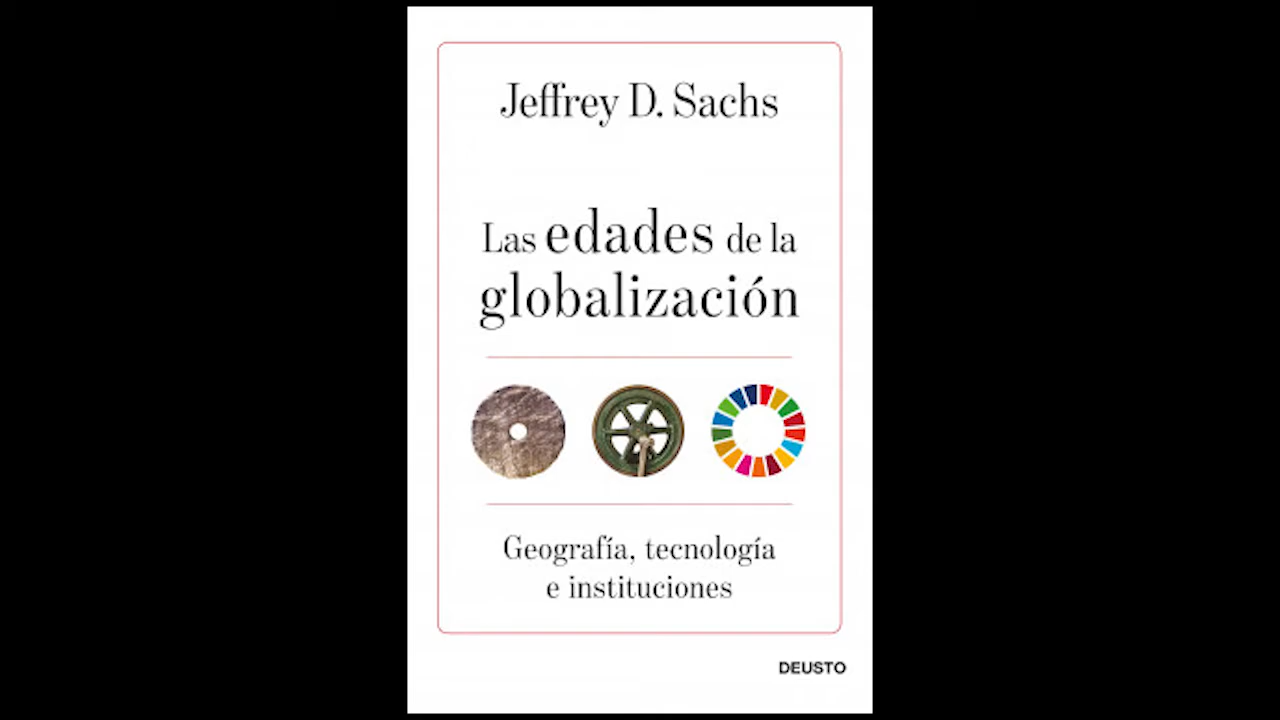 Jeffrey D. Sachs
Las edades de la
globalización
Geografía, tecnología
e instituciones
DEUSTO